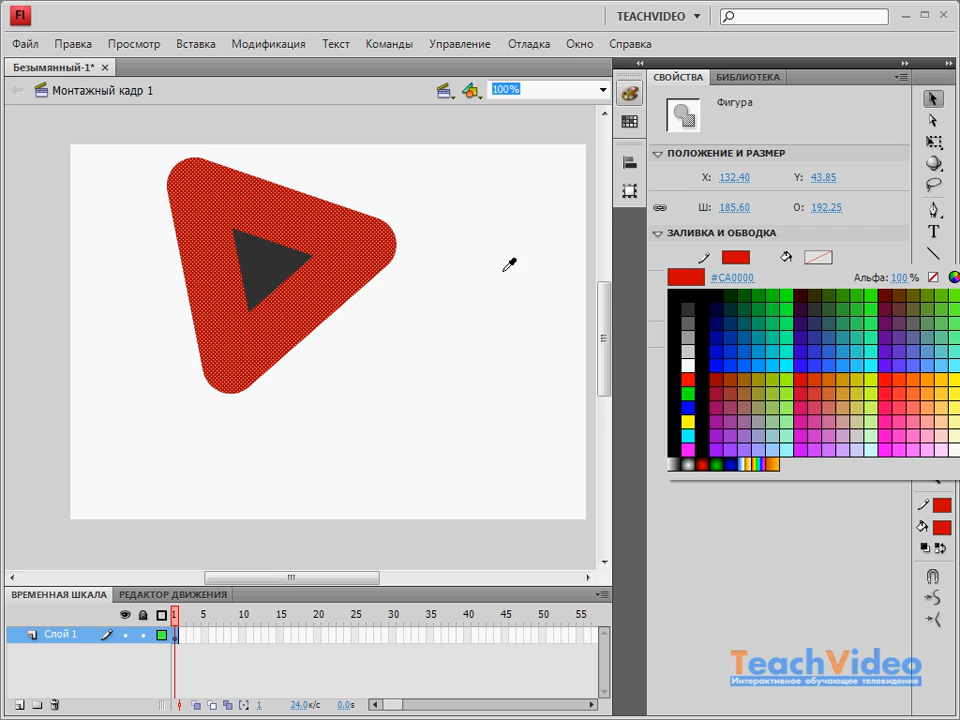 Fl
TEACHVIDEO
Файл Правка Просмотр Вставка Модификация Текст Команды Управление Отладка Окно Справка
Безымянный-1*
Монтажный кадр 1
100%
СВОЙСТВА БИБЛИОТЕКА
Фигура
ПОЛОЖЕНИЕ И РАЗМЕР
X: 132.40 Y: 43.85
Ш: 185.60 О: 192.25
ЗАЛИВКА И ОБВОДКА
#CA0000 Альфа: 100 %
ВРЕМЕННАЯ ШКАЛА РЕДАКТОР ДВИЖЕНИЯ
1 5 10 15 20 25 30 35 40 45 50 55
Слой 1
1 24.0к/с 0.0s
TeachVideo
Интерактивное обучающее телевидение
T